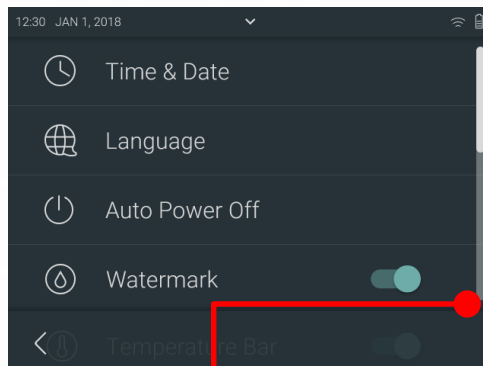 12:30 JAN 1, 2018
Time & Date
Language
Auto Power Off
Watermark
Temperature Bar